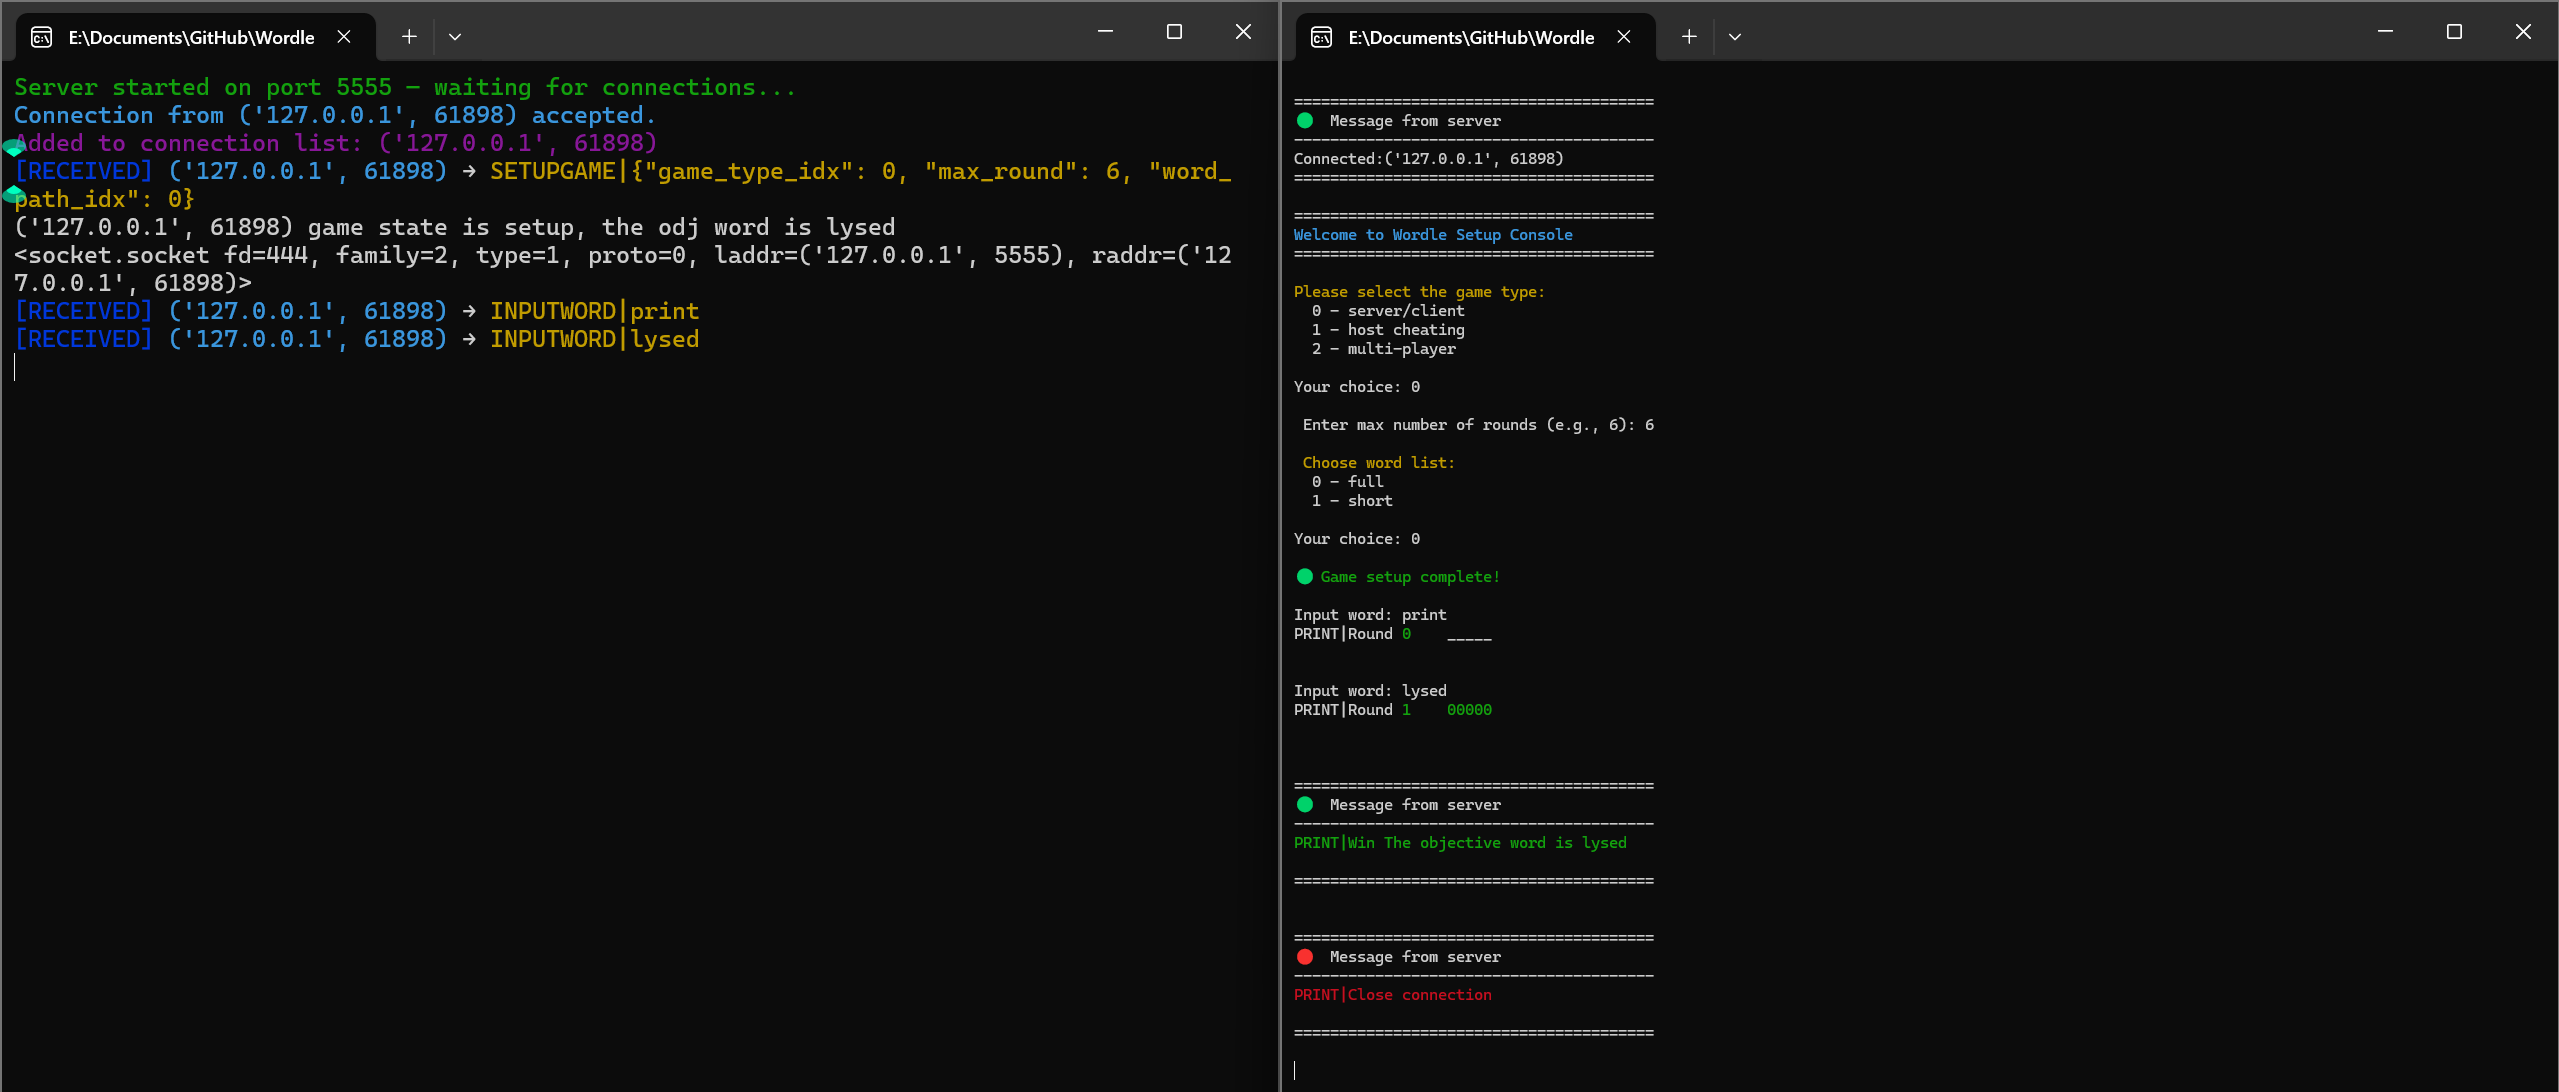 E:\Documents\GitHub\Wordle
Server started on port 5555 — waiting for connections...
Connection from ('127.0.0.1', 61898) accepted.
Added to connection list: ('127.0.0.1', 61898)
[RECEIVED] ('127.0.0.1', 61898) → SETUPGAME|{"game_type_idx": 0, "max_round": 6, "word_
path_idx": 0}
('127.0.0.1', 61898) game state is setup, the odj word is lysed
<socket.socket fd=444, family=2, type=1, proto=0, laddr=('127.0.0.1', 5555), raddr=('12
7.0.0.1', 61898)>
[RECEIVED] ('127.0.0.1', 61898) → INPUTWORD|print
[RECEIVED] ('127.0.0.1', 61898) → INPUTWORD|lysed
E:\Documents\GitHub\Wordle
========================================
Message from server
----------------------------------------
Connected:('127.0.0.1', 61898)
========================================
========================================
Welcome to Wordle Setup Console
========================================
Please select the game type:
0 - server/client
1 - host cheating
2 - multi-player
Your choice: 0
Enter max number of rounds (e.g., 6): 6
Choose word list:
0 - full
1 - short
Your choice: 0
Game setup complete!
Input word: print
PRINT|Round 0    _____
Input word: lysed
PRINT|Round 1    00000
========================================
Message from server
----------------------------------------
PRINT|Win The objective word is lysed
========================================
========================================
Message from server
----------------------------------------
PRINT|Close connection
========================================